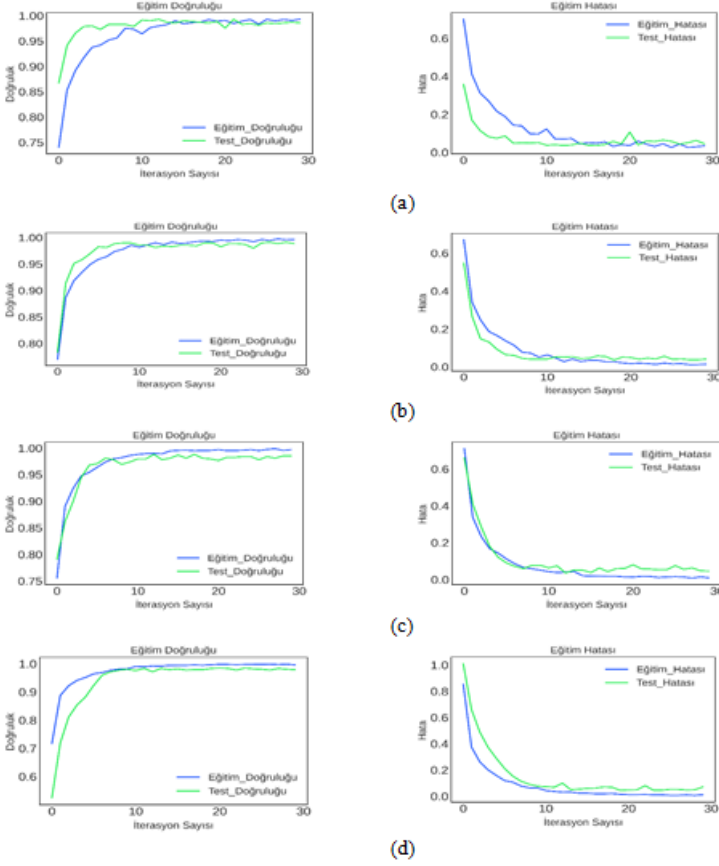 Eğitim Doğruluğu
Doğruluk
1.00
0.95
0.90
0.85
0.80
0.75
Eğitim_Doğruluğu
Test_Doğruluğu
0
10
20
30
İterasyon Sayısı
Eğitim Hatası
Hata
0.6
0.4
0.2
0.0
Eğitim_Hatası
Test_Hatası
0
10
20
30
İterasyon Sayısı
(a)
Eğitim Doğruluğu
Doğruluk
1.00
0.95
0.90
0.85
0.80
Eğitim_Doğruluğu
Test_Doğruluğu
0
10
20
30
İterasyon Sayısı
Eğitim Hatası
Hata
0.6
0.4
0.2
0.0
Eğitim_Hatası
Test_Hatası
0
10
20
30
İterasyon Sayısı
(b)
Eğitim Doğruluğu
Doğruluk
1.00
0.95
0.90
0.85
0.80
0.75
Eğitim_Doğruluğu
Test_Doğruluğu
0
10
20
30
İterasyon Sayısı
Eğitim Hatası
Hata
0.6
0.4
0.2
0.0
Eğitim_Hatası
Test_Hatası
0
10
20
30
İterasyon Sayısı
(c)
Eğitim Doğruluğu
Doğruluk
1.0
0.9
0.8
0.7
0.6
Eğitim_Doğruluğu
Test_Doğruluğu
0
10
20
30
İterasyon Sayısı
Eğitim Hatası
Hata
1.0
0.8
0.6
0.4
0.2
0.0
Eğitim_Hatası
Test_Hatası
0
10
20
30
İterasyon Sayısı
(d)